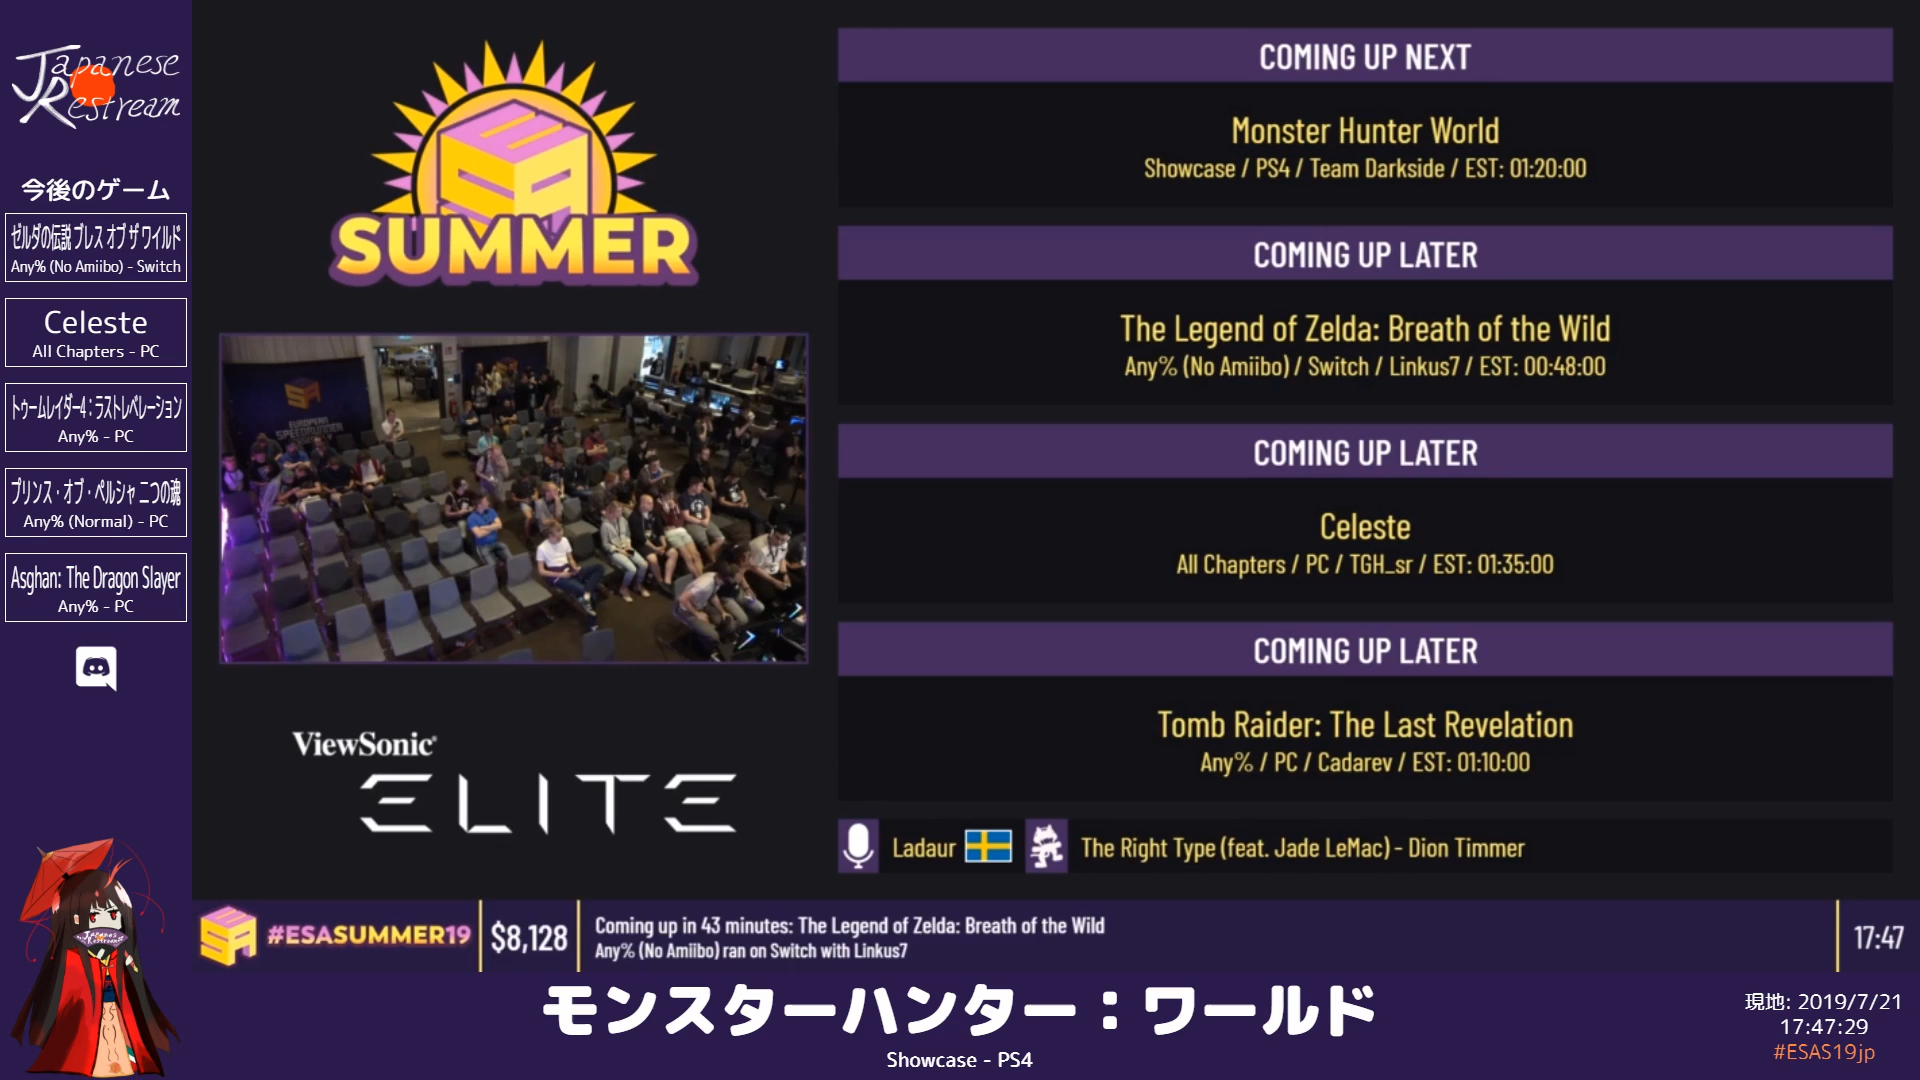 Japanese
Restream
今後のゲーム
ゼルダの伝説 ブレス オブ ザ ワイルド
Any% (No Amiibo) - Switch
Celeste
All Chapters - PC
トゥームレイダー4：ラストレベレーション
Any% - PC
プリンス・オブ・ペルシャ 二つの魂
Any% (Normal) - PC
Asghan: The Dragon Slayer
Any% - PC
Japanese
Restream
ESA
SUMMER
ESA
EUROPEAN
SPEEDRUNNER
ASSEMBLY
ViewSonic®
ELITE
COMING UP NEXT
Monster Hunter World
Showcase / PS4 / Team Darkside / EST: 01:20:00
COMING UP LATER
The Legend of Zelda: Breath of the Wild
Any% (No Amiibo) / Switch / Linkus7 / EST: 00:48:00
COMING UP LATER
Celeste
All Chapters / PC / TGH_sr / EST: 01:35:00
COMING UP LATER
Tomb Raider: The Last Revelation
Any% / PC / Cadarev / EST: 01:10:00
Ladaur The Right Type (feat. Jade LeMac) - Dion Timmer
ESA #ESASUMMER19 $8,128
Coming up in 43 minutes: The Legend of Zelda: Breath of the Wild
Any% (No Amiibo) ran on Switch with Linkus7
17:47
モンスターハンター：ワールド
Showcase - PS4
現地: 2019/7/21
17:47:29
#ESAS19jp